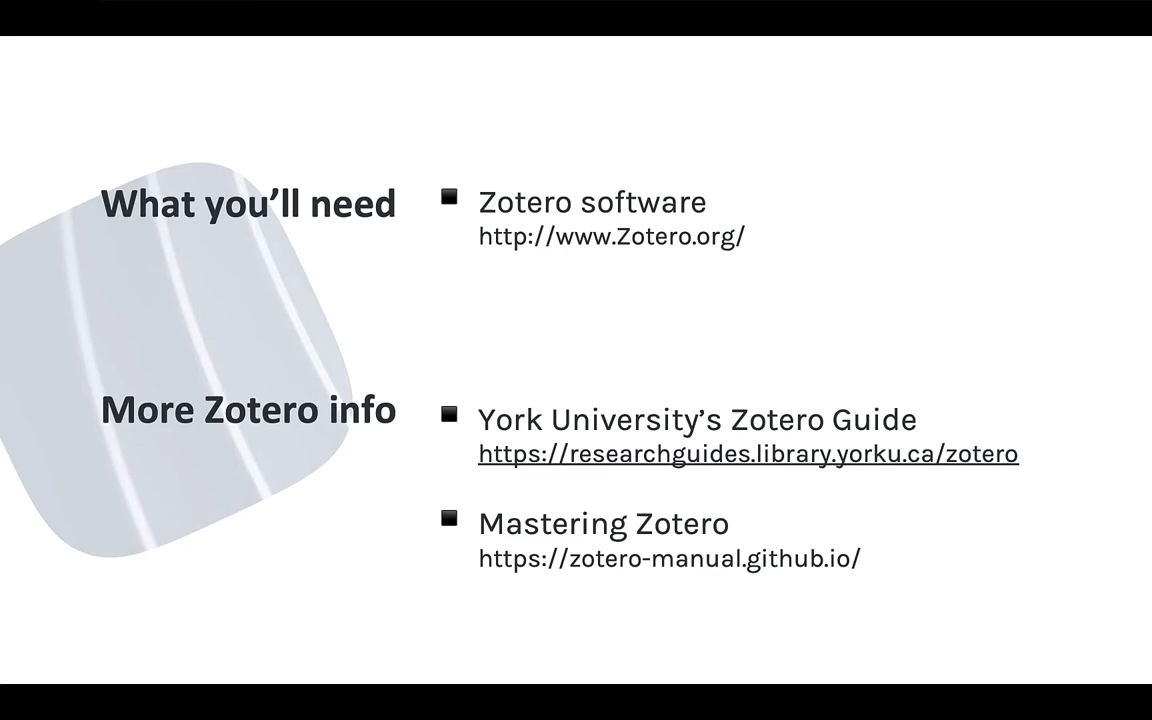 What you’ll need
Zotero software
http://www.Zotero.org/
More Zotero info
York University’s Zotero Guide
https://researchguides.library.yorku.ca/zotero
Mastering Zotero
https://zotero-manual.github.io/